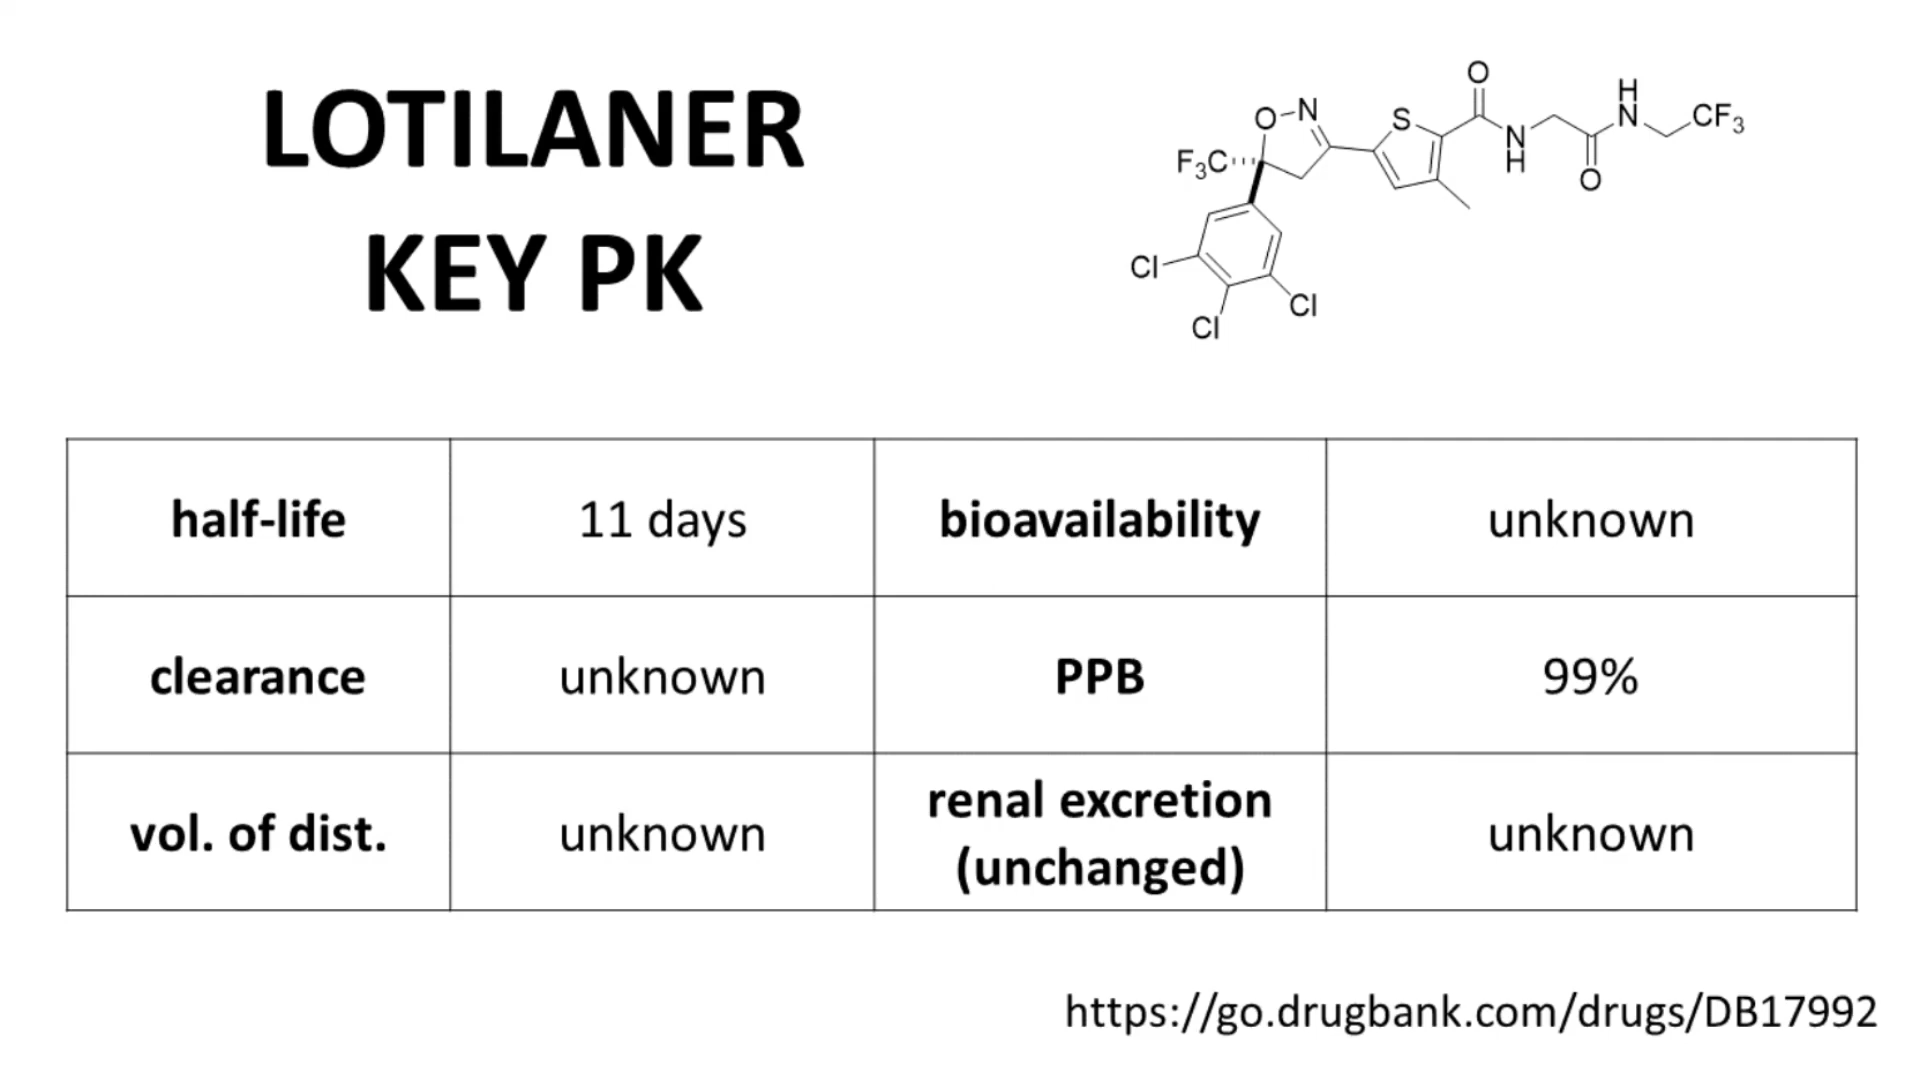 LOTILANER
KEY PK
O
H
N
CF3
O
N
S
N
H
F3C
O
Cl
Cl
Cl
half-life
11 days
bioavailability
unknown
clearance
unknown
PPB
99%
vol. of dist.
unknown
renal excretion
(unchanged)
unknown
https://go.drugbank.com/drugs/DB17992